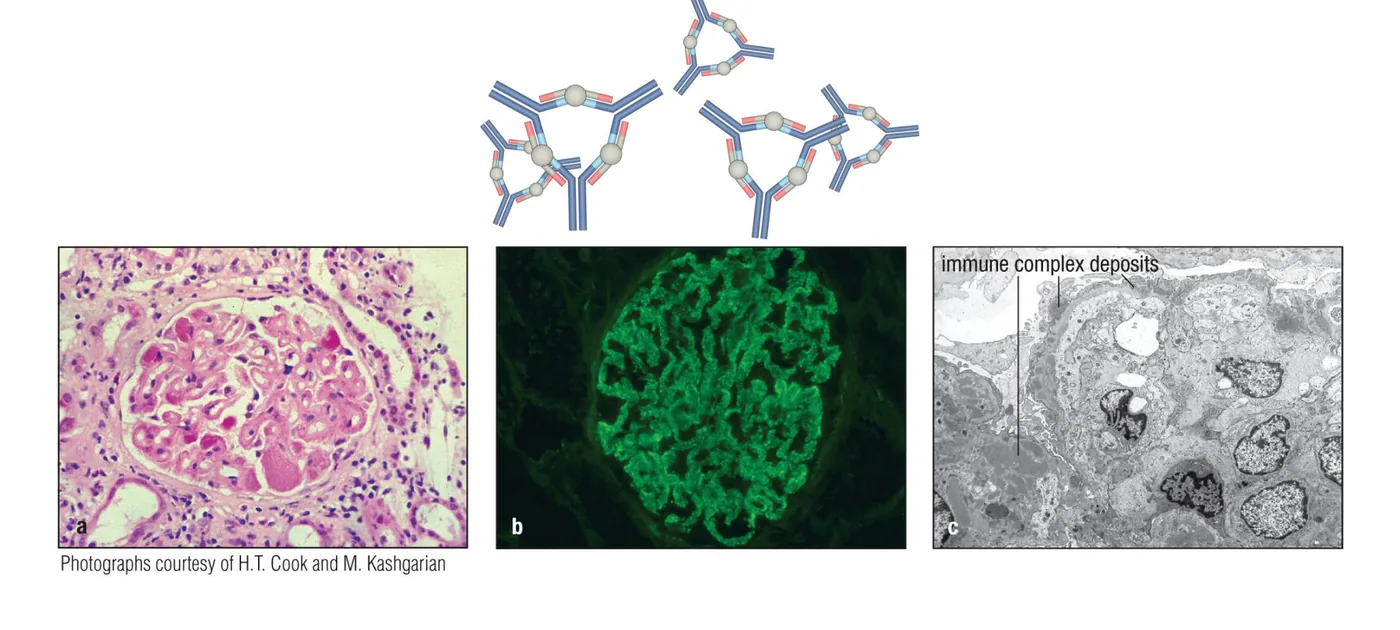 immune complex deposits
a
b
c
Photographs courtesy of H.T. Cook and M. Kashgarian